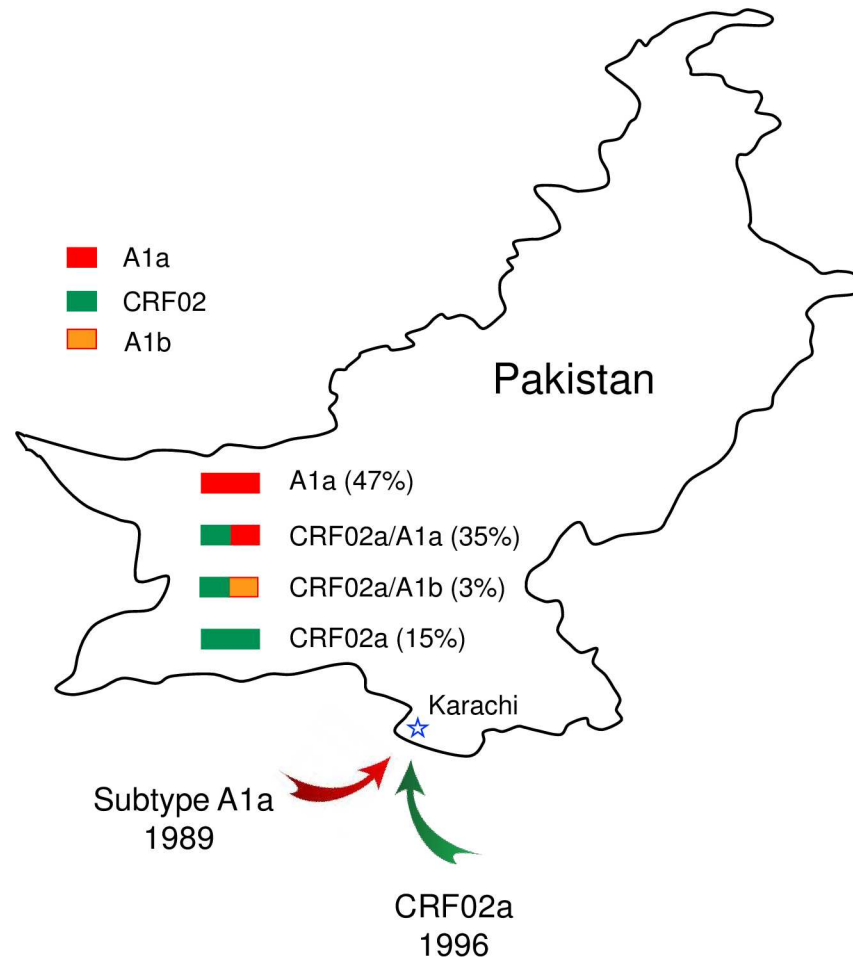 A1a
CRF02
A1b
Pakistan
A1a (47%)
CRF02a/A1a (35%)
CRF02a/A1b (3%)
CRF02a (15%)
Karachi
Subtype A1a
1989
CRF02a
1996